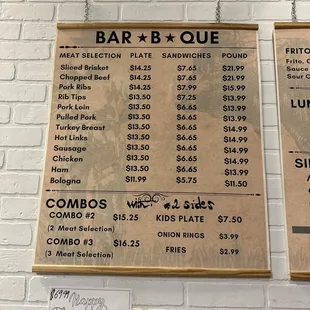 BAR ★ B ★ QUE
MEAT SELECTION PLATE SANDWICHES POUND
Sliced Brisket $14.25 $7.65 $21.99
Chopped Beef $14.25 $7.65 $21.99
Pork Ribs $14.25 $7.99 $15.99
Rib Tips $13.50 $7.25 $13.99
Pork Loin $13.50 $6.65 $13.99
Pulled Pork $13.50 $6.65 $13.99
Turkey Breast $13.50 $6.65 $14.99
Hot Links $13.50 $6.65 $14.99
Sausage $13.50 $6.65 $14.99
Chicken $13.50 $6.65 $14.99
Ham $13.50 $6.65 $14.99
Bologna $11.99 $5.75 $11.50
COMBOS with #2 sides
COMBO #2 $15.25 KIDS PLATE $7.50
(2 Meat Selection)
ONION RINGS $3.99
COMBO #3 $16.25
(3 Meat Selection) FRIES $2.99
FRITO
Frito, C
Sauce
Sour C
LUN
SI